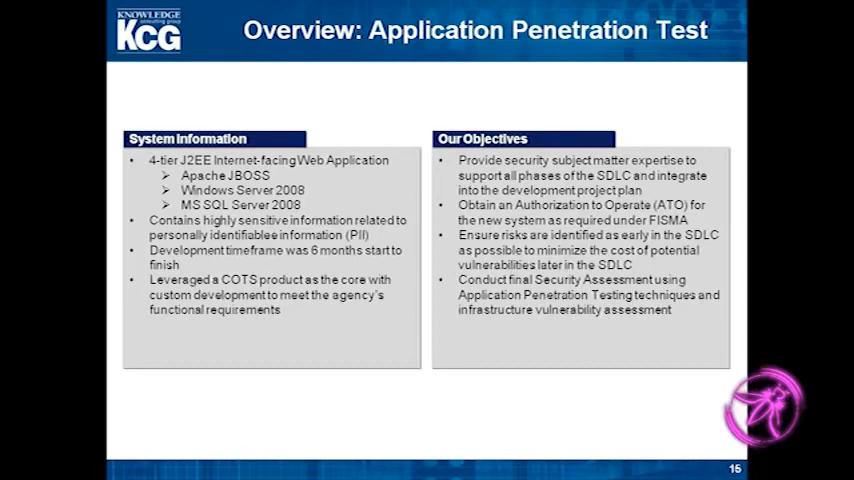 KNOWLEDGE
consulting group
KCG
Overview: Application Penetration Test
System Information
• 4-tier J2EE Internet-facing Web Application
➢ Apache JBOSS
➢ Windows Server 2008
➢ MS SQL Server 2008
• Contains highly sensitive information related to
personally identifiablee information (PII)
• Development timeframe was 6 months start to
finish
• Leveraged a COTS product as the core with
custom development to meet the agency's
functional requirements
Our Objectives
• Provide security subject matter expertise to
support all phases of the SDLC and integrate
into the development project plan
• Obtain an Authorization to Operate (ATO) for
the new system as required under FISMA
• Ensure risks are identified as early in the SDLC
as possible to minimize the cost of potential
vulnerabilities later in the SDLC
• Conduct final Security Assessment using
Application Penetration Testing techniques and
infrastructure vulnerability assessment
15